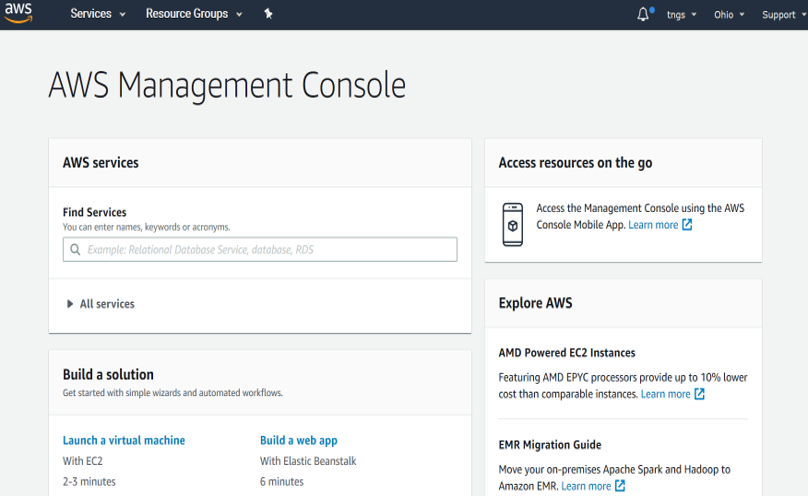 aws
Services
Resource Groups
tngs
Ohio
Support
AWS Management Console
AWS services
Find Services
You can enter names, keywords or acronyms.
Example: Relational Database Service, database, RDS
All services
Build a solution
Get started with simple wizards and automated workflows.
Launch a virtual machine
With EC2
2-3 minutes
Build a web app
With Elastic Beanstalk
6 minutes
Access resources on the go
Access the Management Console using the AWS
Console Mobile App. Learn more
Explore AWS
AMD Powered EC2 Instances
Featuring AMD EPYC processors provide up to 10% lower
cost than comparable instances. Learn more
EMR Migration Guide
Move your on-premises Apache Spark and Hadoop to
Amazon EMR. Learn more